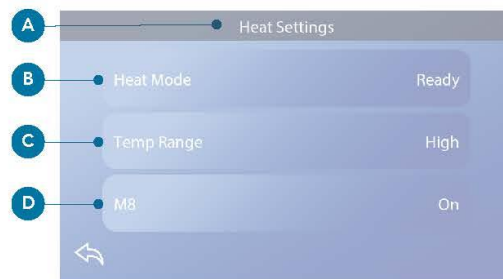 A Heat Settings
B Heat Mode Ready
C Temp Range High
D M8 On